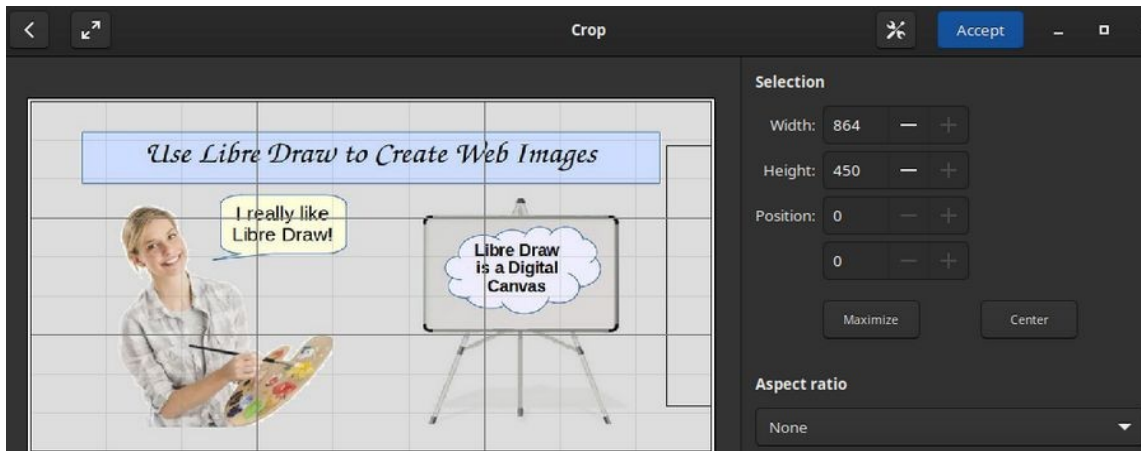 Crop
Accept
Selection
Width: 864
Height: 450
Position: 0
0
Maximize Center
Aspect ratio
None
Use Libre Draw to Create Web Images
I really like
Libre Draw!
Libre Draw
is a Digital
Canvas